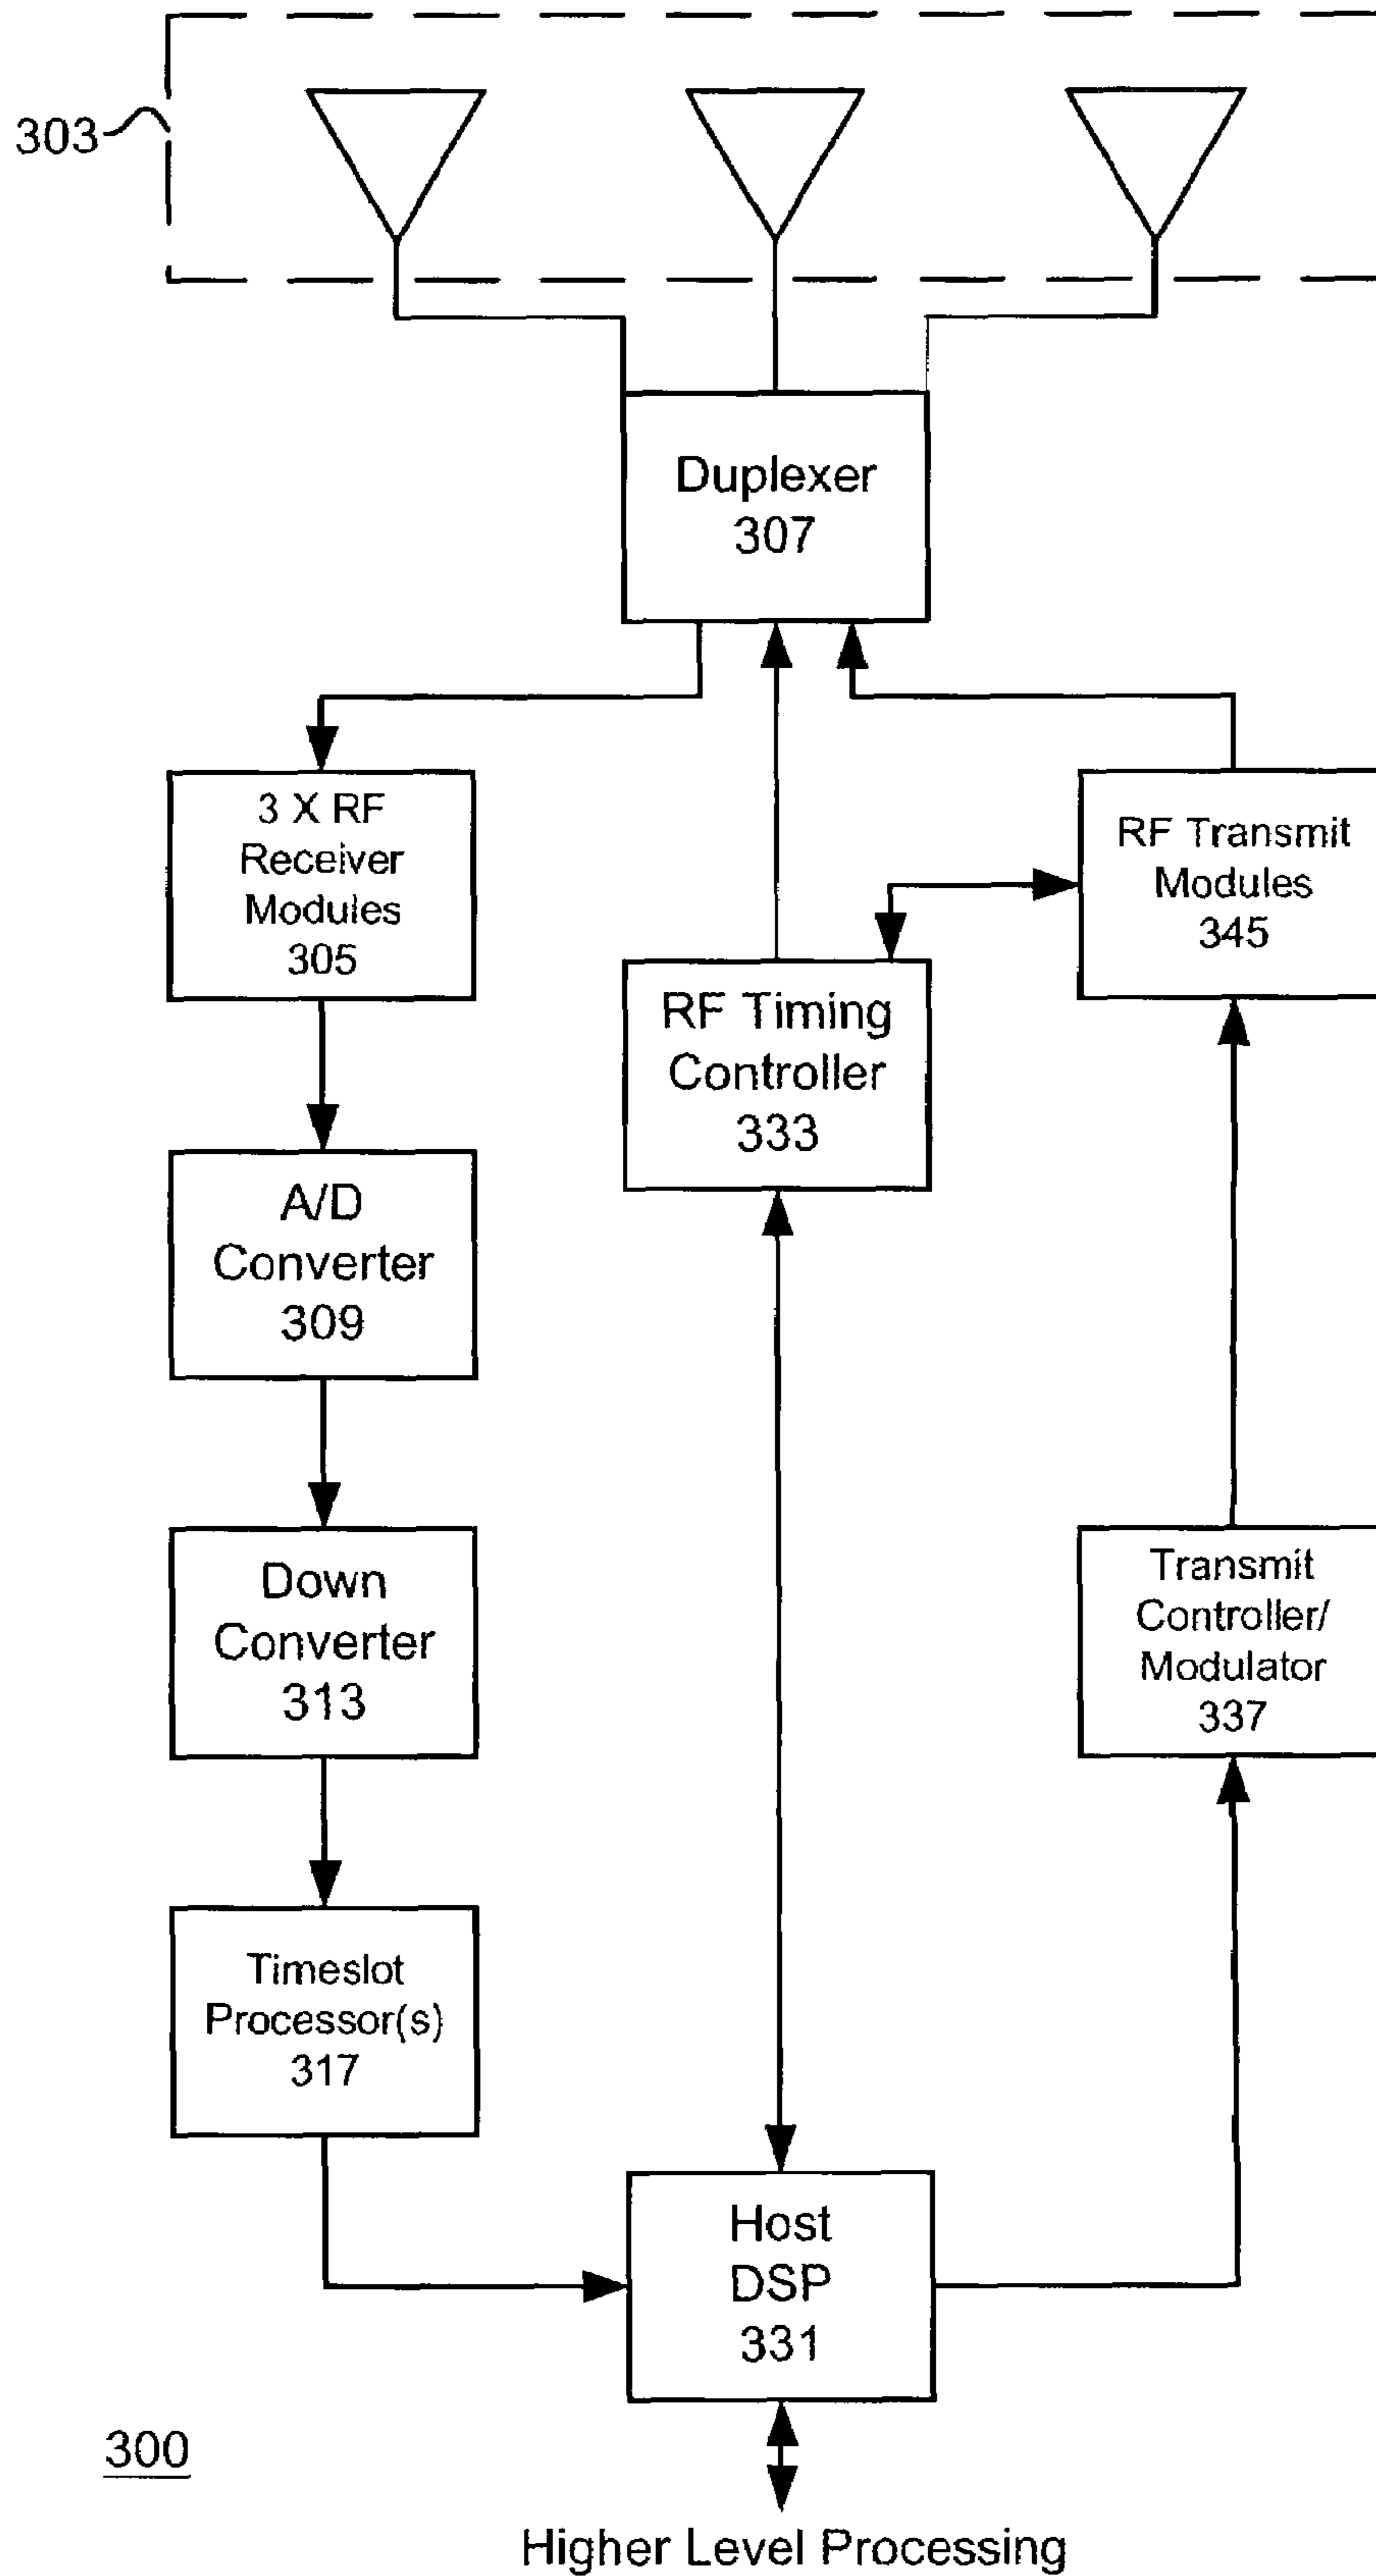 303
Duplexer
307
3 X RF
Receiver
Modules
305
RF Transmit
Modules
345
RF Timing
Controller
333
A/D
Converter
309
Down
Converter
313
Transmit
Controller/
Modulator
337
Timeslot
Processor(s)
317
Host
DSP
331
300
Higher Level Processing